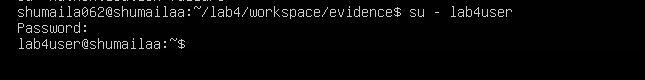 shumaila062@shumailaa:~/lab4/workspace/evidence$ su - lab4user
Password:
lab4user@shumailaa:~$